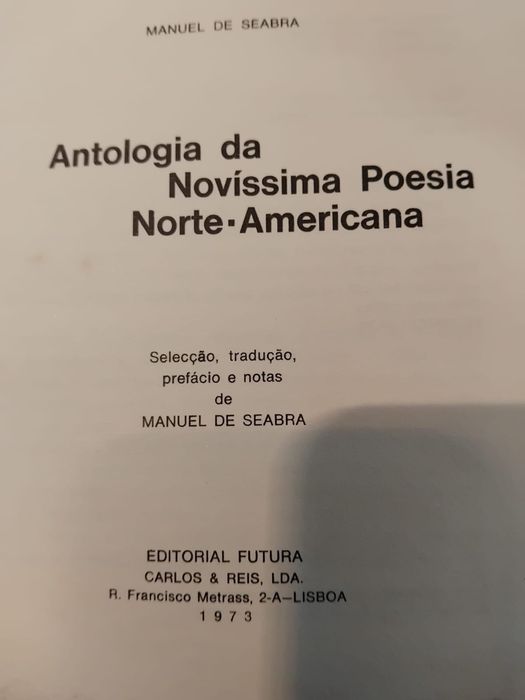 MANUEL DE SEABRA
Antologia da
Novíssima Poesia
Norte·Americana
Selecção, tradução,
prefácio e notas
de
MANUEL DE SEABRA
EDITORIAL FUTURA
CARLOS & REIS, LDA.
R. Francisco Metrass, 2-A—LISBOA
1973